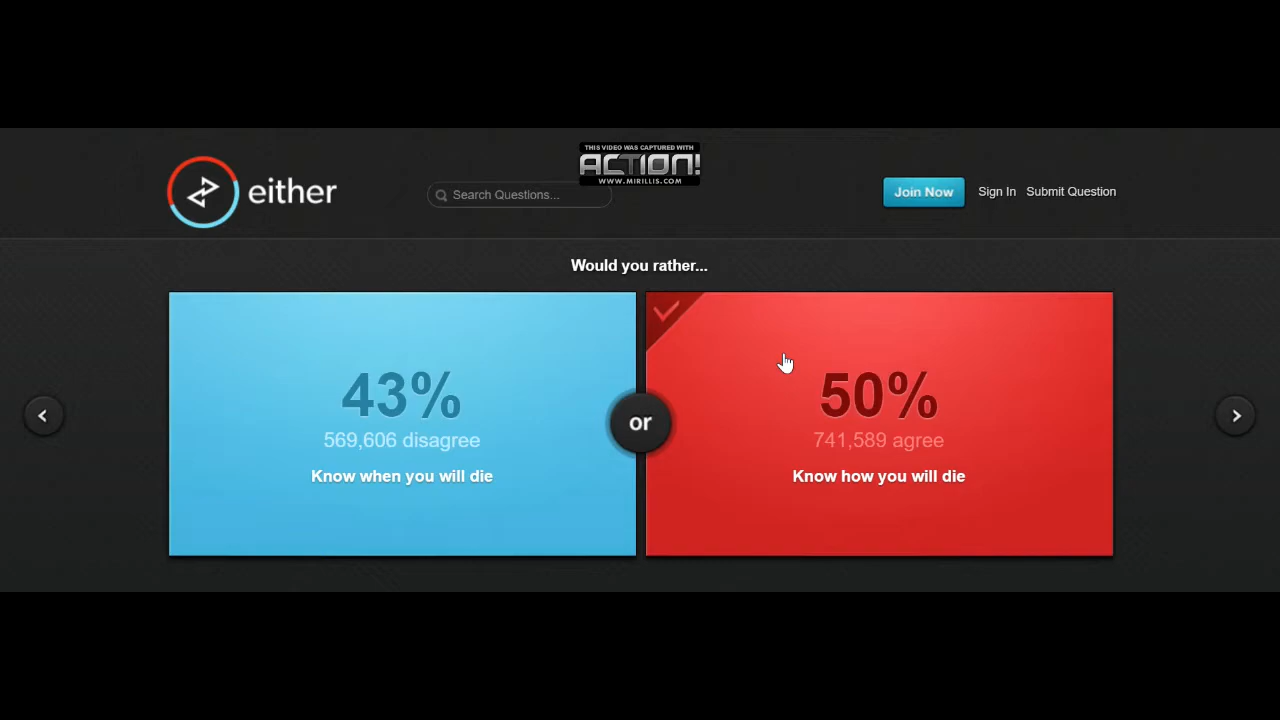 THIS VIDEO WAS CAPTURED WITH
ACTION!
WWW.MIRILLIS.COM
either
Search Questions...
Join Now
Sign In
Submit Question
Would you rather...
43%
569,606 disagree
Know when you will die
or
50%
741,589 agree
Know how you will die